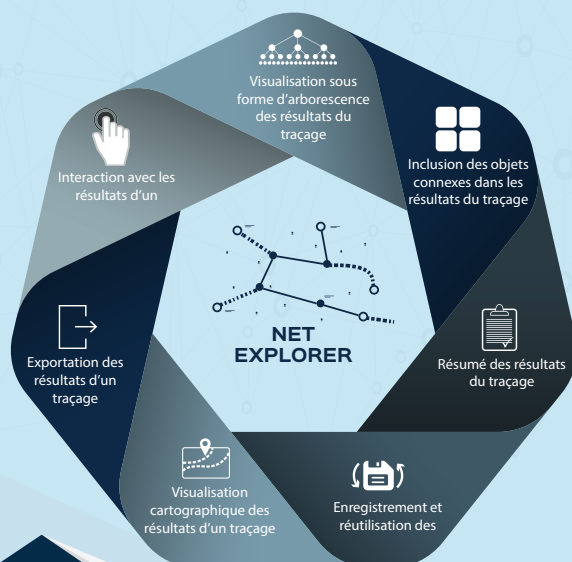 Visualisation sous
forme d'arborescence
des résultats du
traçage
Inclusion des objets
connexes dans les
résultats du traçage
Résumé des résultats
du traçage
Enregistrement et
réutilisation des
Visualisation
cartographique des
résultats d'un traçage
Exportation des
résultats d'un
traçage
Interaction avec les
résultats d'un
NET
EXPLORER